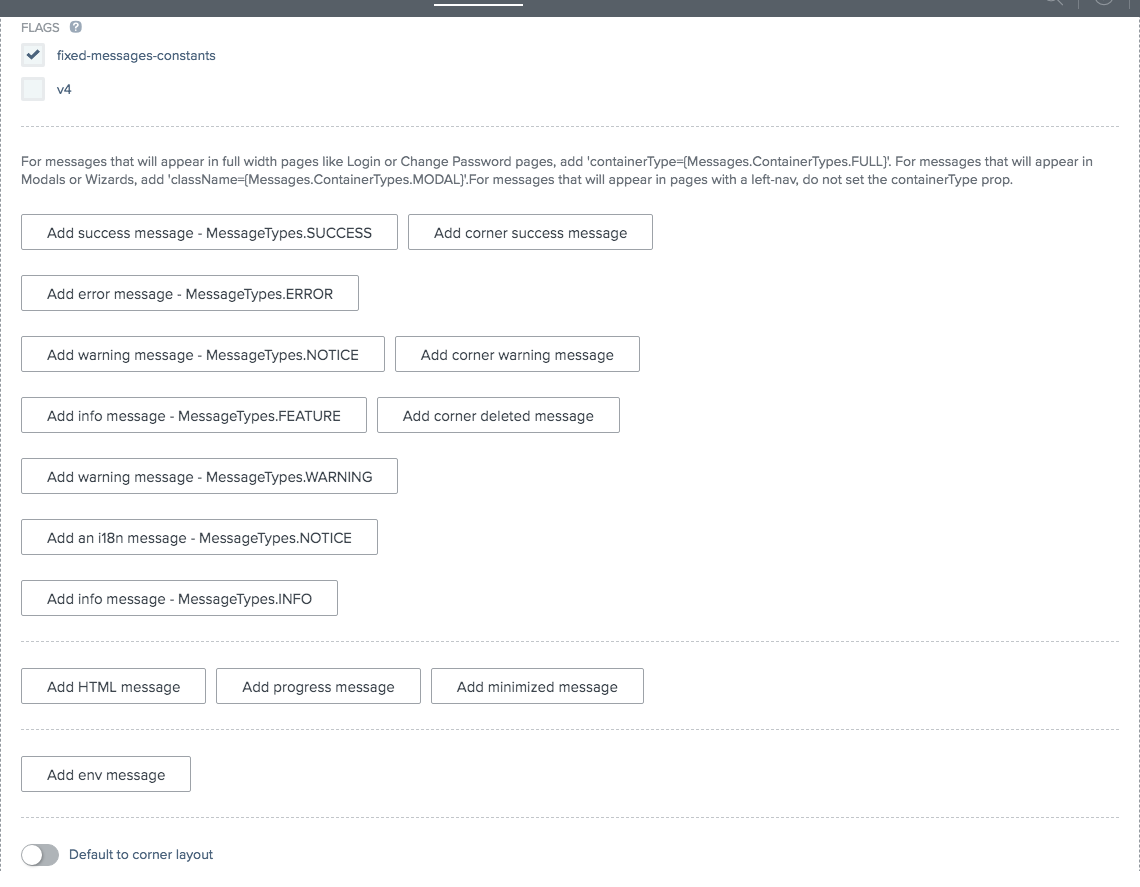 FLAGS ?
fixed-messages-constants
v4
For messages that will appear in full width pages like Login or Change Password pages, add 'containerType={Messages.ContainerTypes.FULL}'. For messages that will appear in
Modals or Wizards, add 'className={Messages.ContainerTypes.MODAL}'.For messages that will appear in pages with a left-nav, do not set the containerType prop.
Add success message - MessageTypes.SUCCESS Add corner success message
Add error message - MessageTypes.ERROR
Add warning message - MessageTypes.NOTICE Add corner warning message
Add info message - MessageTypes.FEATURE Add corner deleted message
Add warning message - MessageTypes.WARNING
Add an i18n message - MessageTypes.NOTICE
Add info message - MessageTypes.INFO
Add HTML message Add progress message Add minimized message
Add env message
Default to corner layout